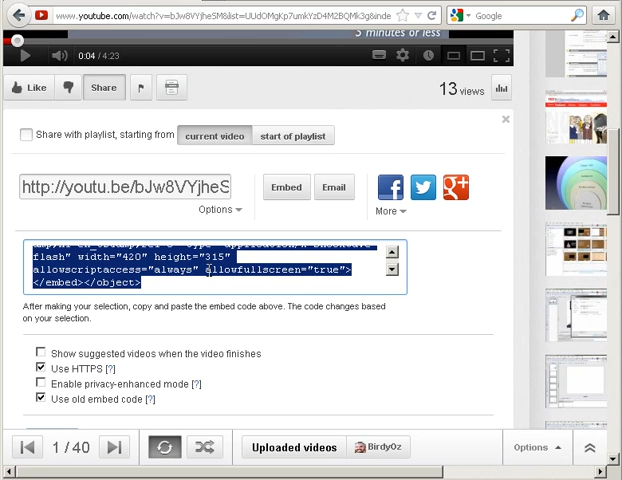 www.youtube.com/watch?v=bJw8VYjheSM&list=UUdOMgKp7umkYzD4M2BQMk3g&inde
Google
3 minutes or less
0:04 / 4:23
Like
Share
13 views
Share with playlist, starting from
current video
start of playlist
http://youtu.be/bJw8VYjheS
Embed
Email
Options
More
flash" width="420" height="315"
allowscriptaccess="always" allowfullscreen="true">
</embed></object>
After making your selection, copy and paste the embed code above. The code changes based
on your selection.
Show suggested videos when the video finishes
Use HTTPS [?]
Enable privacy-enhanced mode [?]
Use old embed code [?]
1 / 40
Uploaded videos
BirdyOz
Options